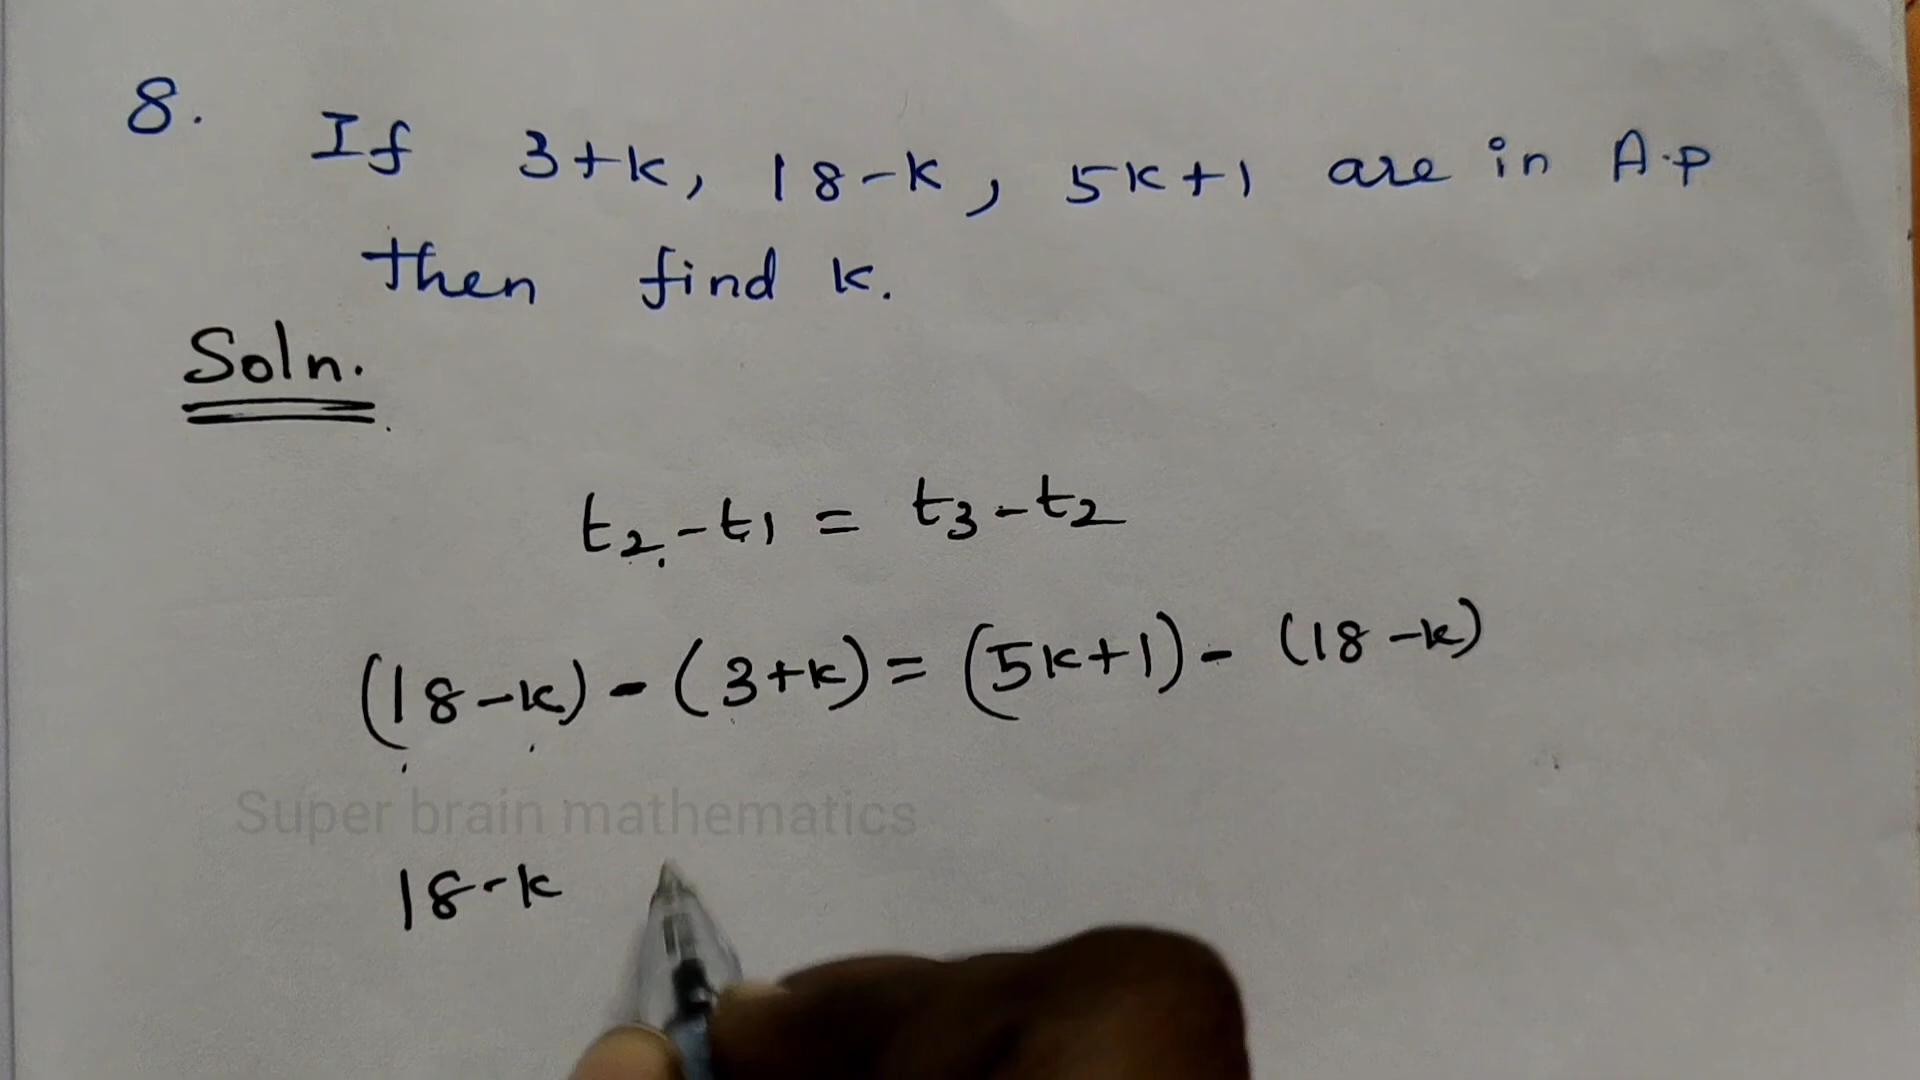 8. If 3+k, 18-k, 5k+1 are in A.P
then find k.
Soln.
t₂-t₁ = t₃-t₂
(18-k) - (3+k) = (5k+1) - (18-k)
Super brain mathematics
18-k